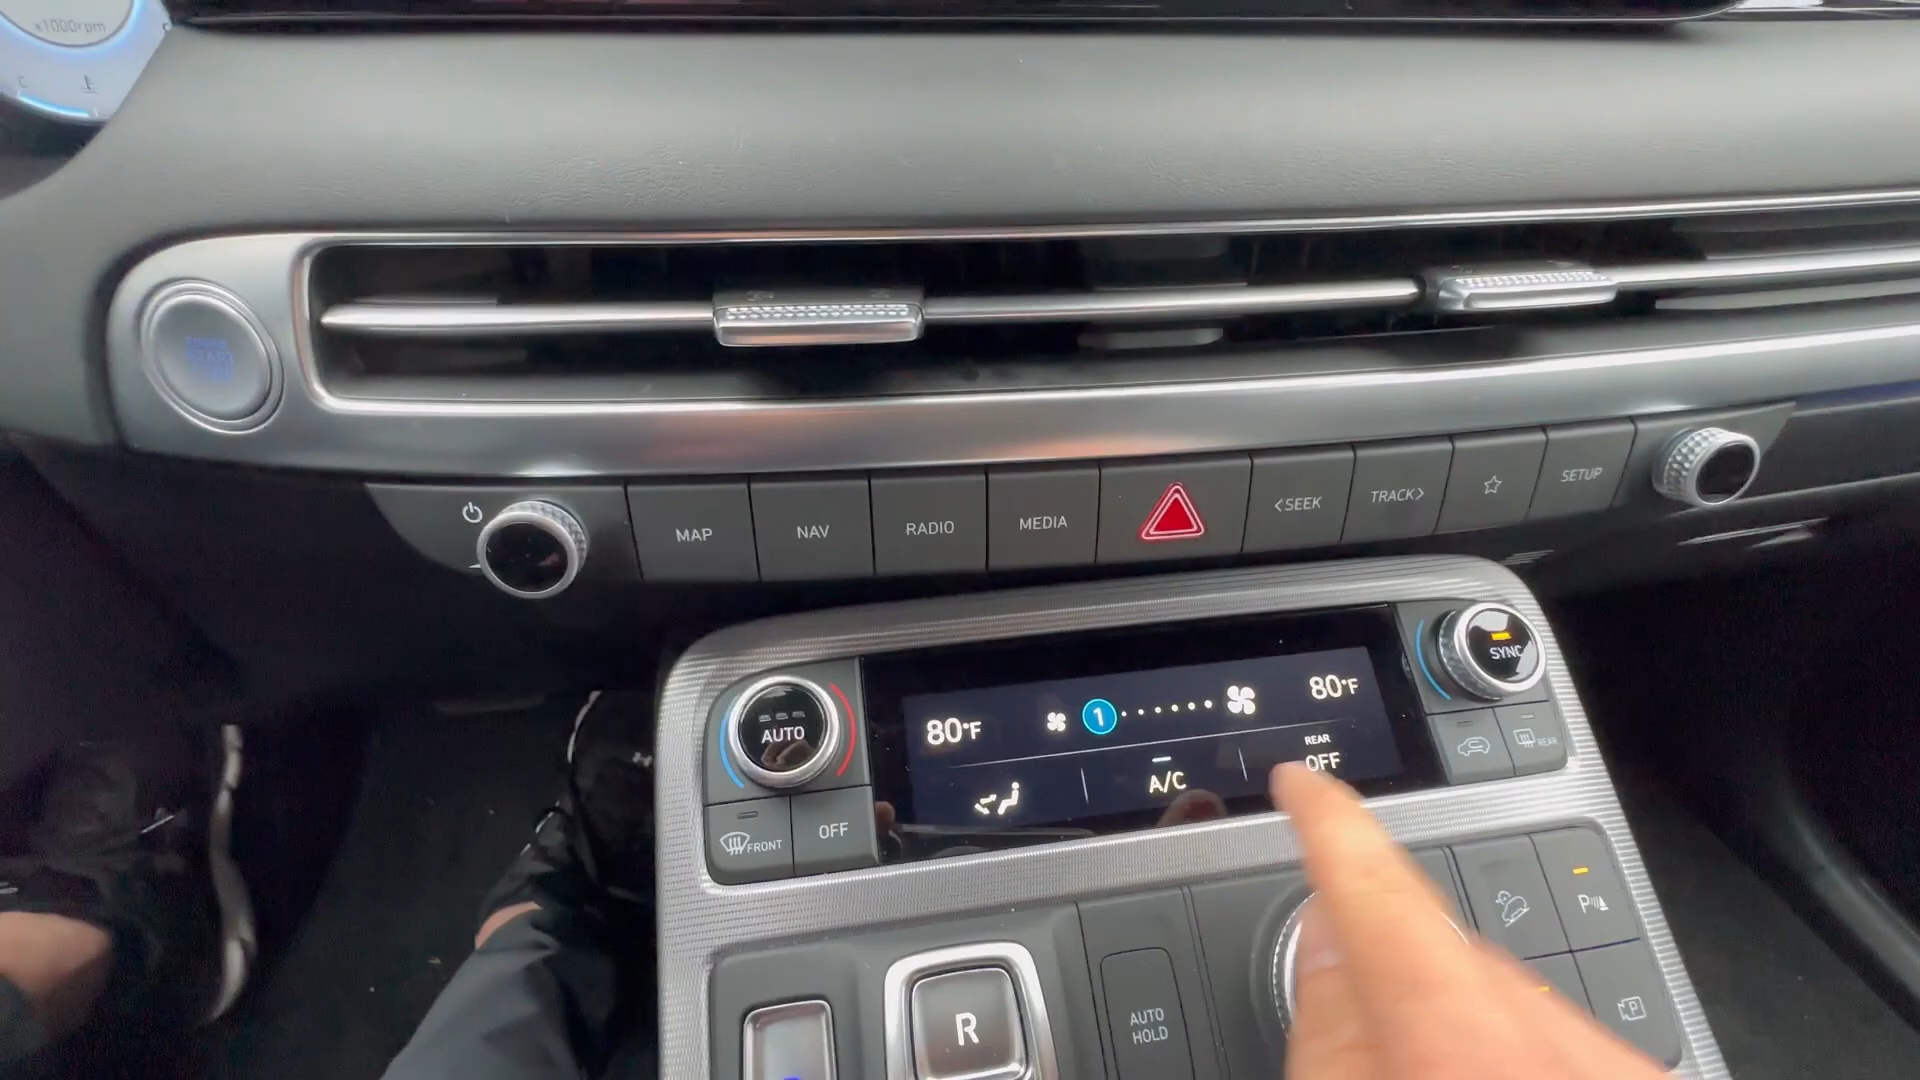 x1000rpm
C
START
MAP
NAV
RADIO
MEDIA
<SEEK
TRACK>
SETUP
AUTO
80°F
1
80°F
SYNC
A/C
REAR
OFF
REAR
FRONT
OFF
R
AUTO
HOLD
P
P